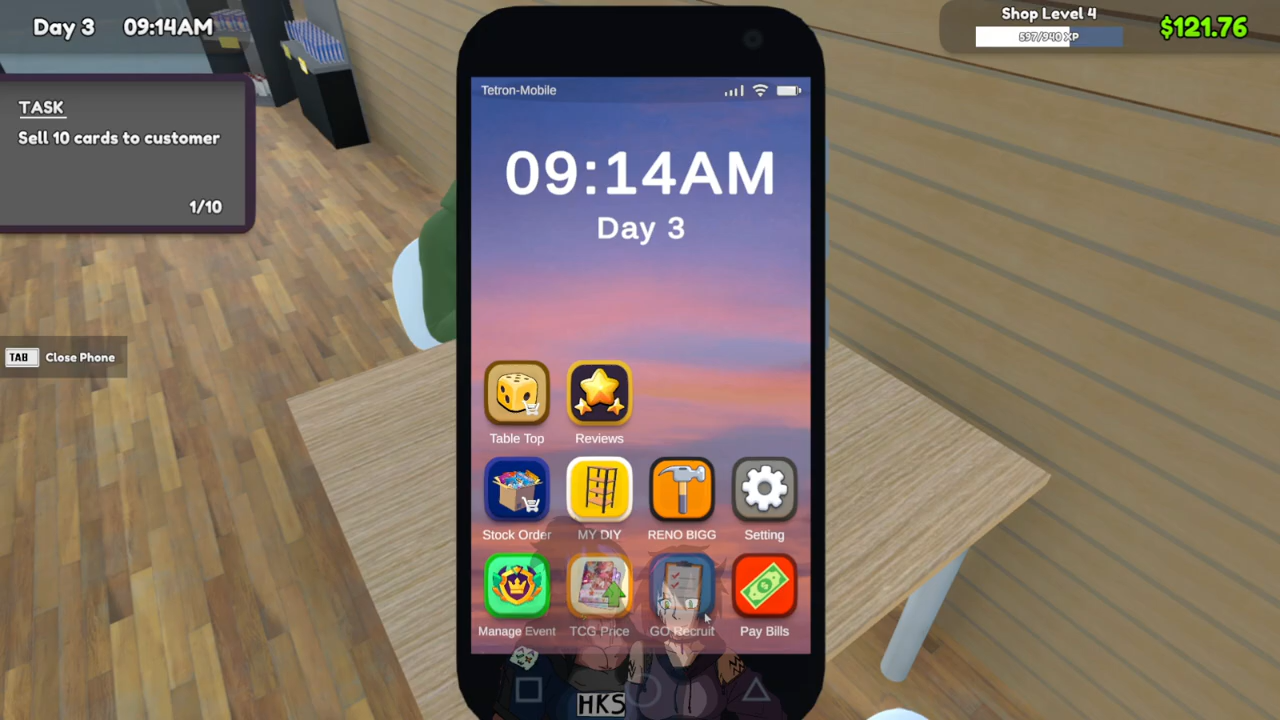 Day 3 09:14AM
Shop Level 4
597/940 XP
$121.76
TASK
Sell 10 cards to customer
1/10
TAB Close Phone
Tetron-Mobile
09:14AM
Day 3
Table Top Reviews
Stock Order MY DIY RENO BIGG Setting
Manage Event TCG Price GO Recruit Pay Bills
HKS